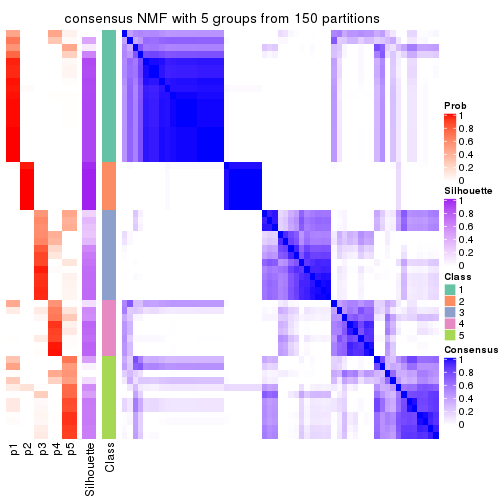 consensus NMF with 5 groups from 150 partitions
Prob
1
0.8
0.6
0.4
0.2
0
Silhouette
1
0.8
0.6
0.4
0.2
0
Class
1
2
3
4
5
Consensus
1
0.8
0.6
0.4
0.2
0
p1
p2
p3
p4
p5
Silhouette
Class